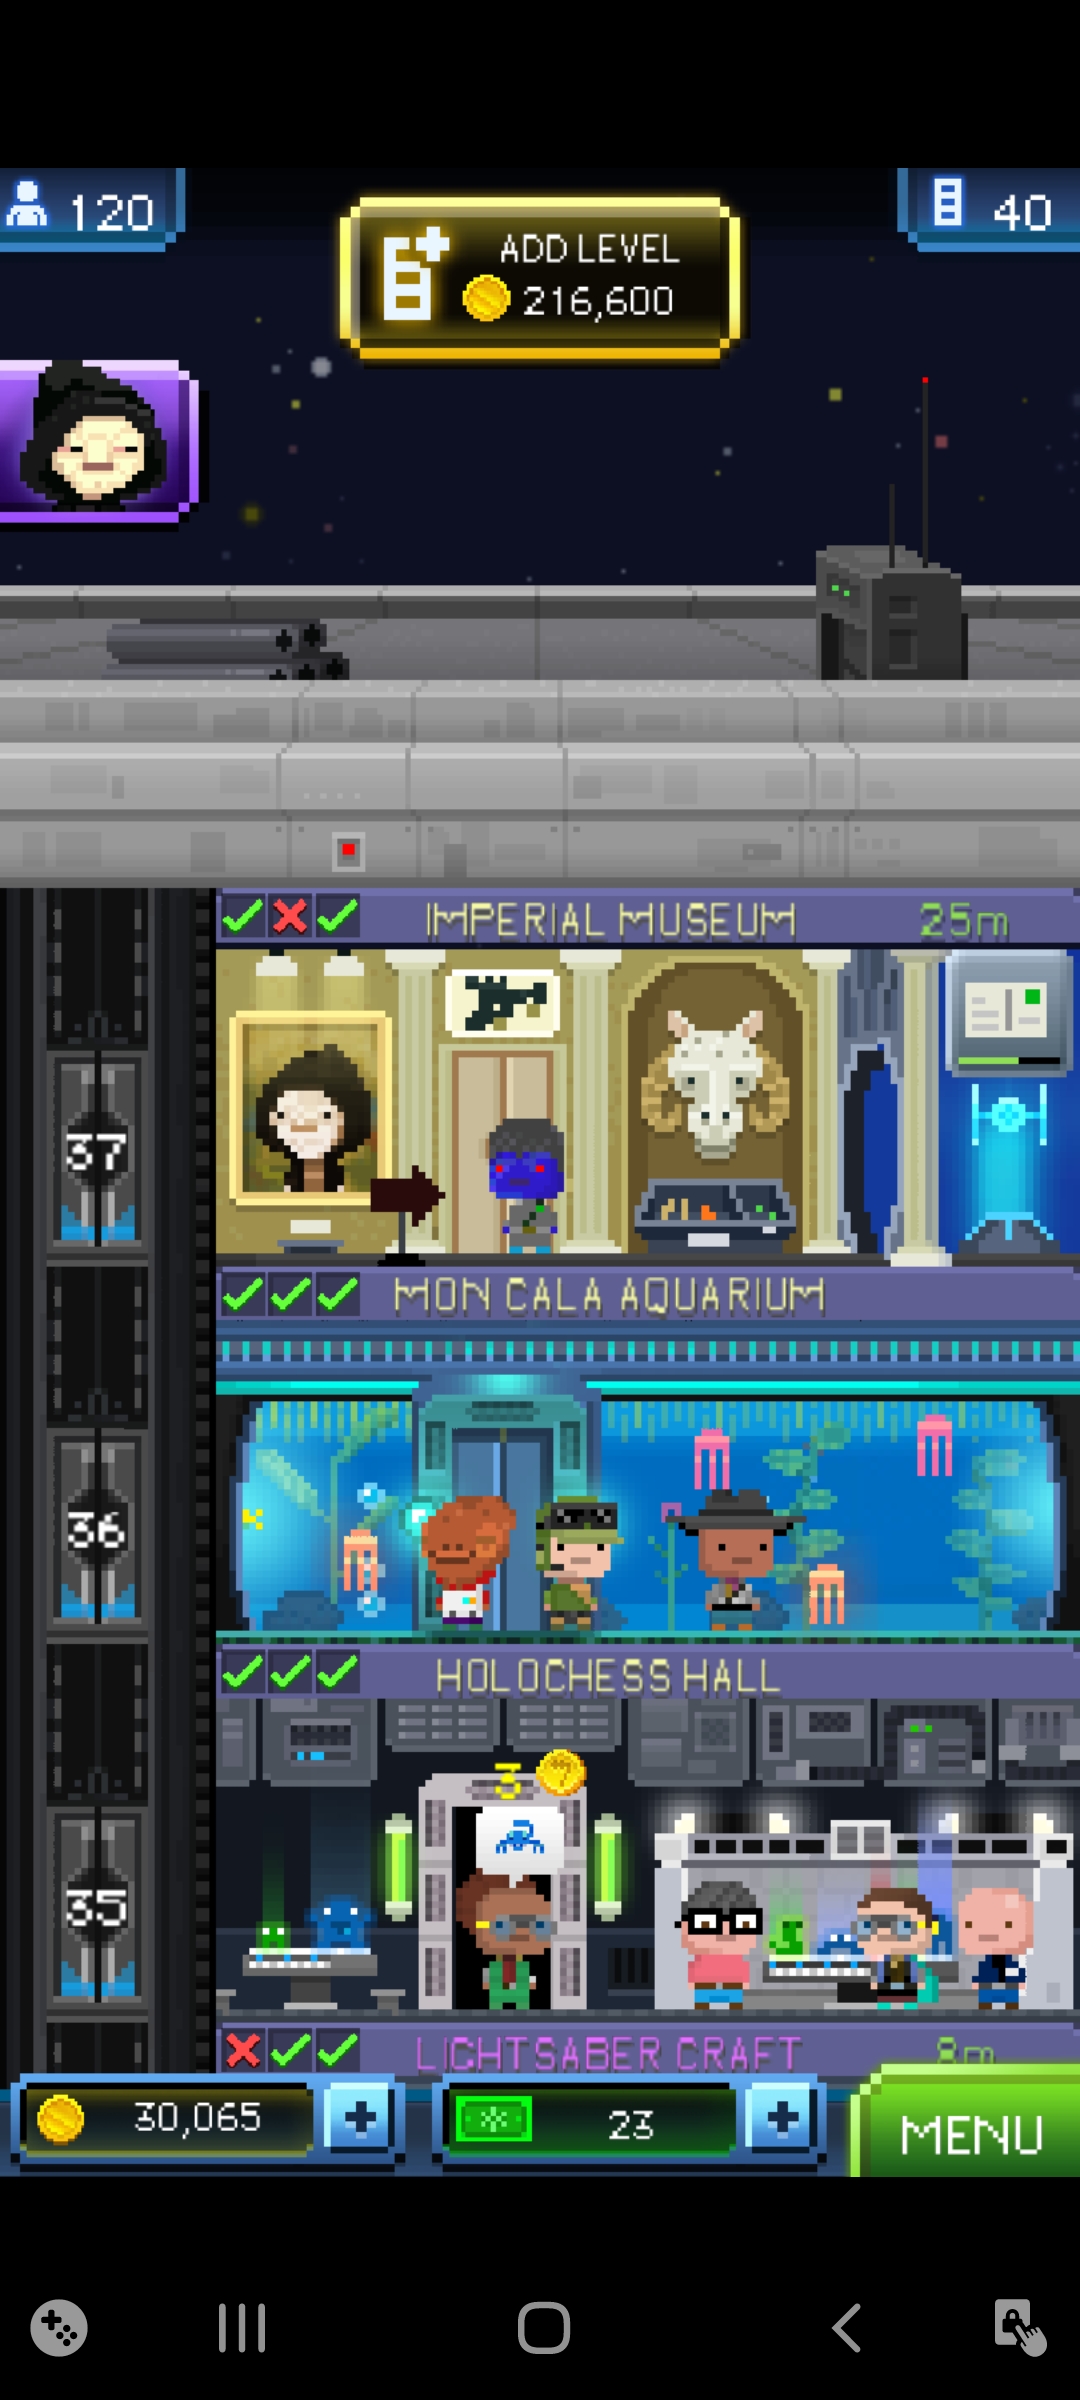 120
ADD LEVEL
216,600
40
IMPERIAL MUSEUM 25m
37
MON CALA AQUARIUM
36
HOLOCHESS HALL
3
35
LIGHTSABER CRAFT 8m
30,065
23
MENU